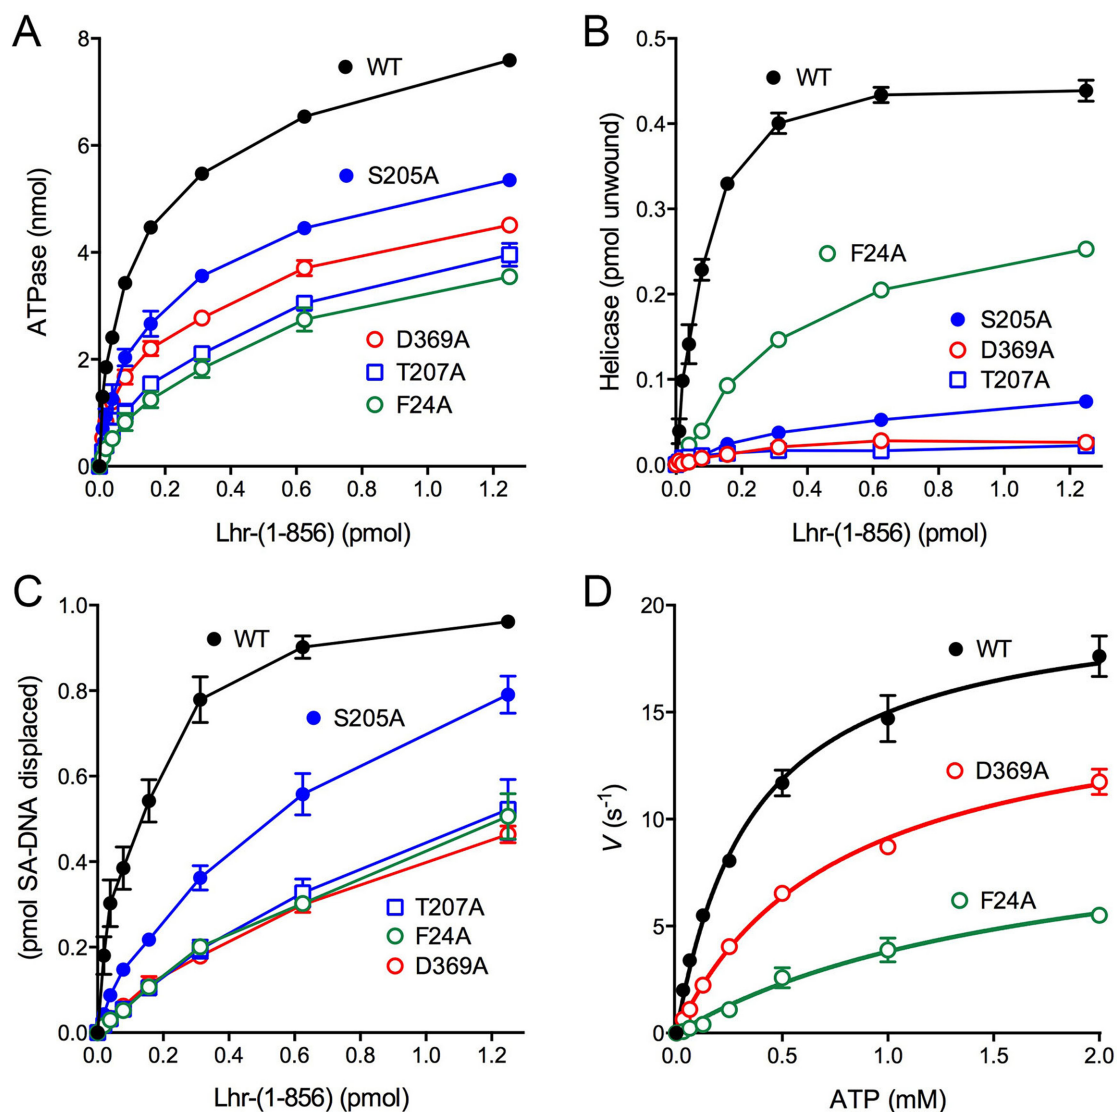 A
ATPase (nmol)
8
6
4
2
0
WT
S205A
D369A
T207A
F24A
0.0 0.2 0.4 0.6 0.8 1.0 1.2
Lhr-(1-856) (pmol)
B
Helicase (pmol unwound)
0.5
0.4
0.3
0.2
0.1
0.0
WT
F24A
S205A
D369A
T207A
0.0 0.2 0.4 0.6 0.8 1.0 1.2
Lhr-(1-856) (pmol)
C
(pmol SA-DNA displaced)
1.0
0.8
0.6
0.4
0.2
0.0
WT
S205A
T207A
F24A
D369A
0.0 0.2 0.4 0.6 0.8 1.0 1.2
Lhr-(1-856) (pmol)
D
V (s-1)
20
15
10
5
0
WT
D369A
F24A
0.0 0.5 1.0 1.5 2.0
ATP (mM)